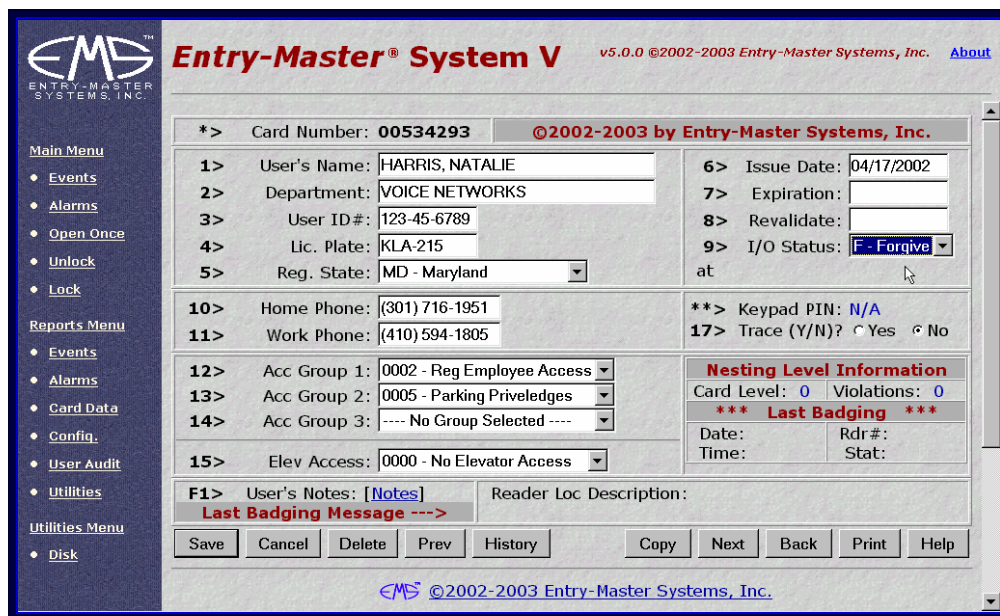 EMS TM
ENTRY-MASTER
SYSTEMS, INC.
Entry-Master® System V
v5.0.0 ©2002-2003 Entry-Master Systems, Inc. About
Main Menu
Events
Alarms
Open Once
Unlock
Lock
Reports Menu
Events
Alarms
Card Data
Config.
User Audit
Utilities
Utilities Menu
Disk
*> Card Number: 00534293 ©2002-2003 by Entry-Master Systems, Inc.
1> User's Name: HARRIS, NATALIE
2> Department: VOICE NETWORKS
3> User ID#: 123-45-6789
4> Lic. Plate: KLA-215
5> Reg. State: MD - Maryland
6> Issue Date: 04/17/2002
7> Expiration:
8> Revalidate:
9> I/O Status: F - Forgive
at
10> Home Phone: (301) 716-1951
11> Work Phone: (410) 594-1805
**> Keypad PIN: N/A
17> Trace (Y/N)? Yes No
12> Acc Group 1: 0002 - Reg Employee Access
13> Acc Group 2: 0005 - Parking Priveledges
14> Acc Group 3: ---- No Group Selected ----
15> Elev Access: 0000 - No Elevator Access
Nesting Level Information
Card Level: 0 Violations: 0
*** Last Badging ***
Date: Rdr#:
Time: Stat:
F1> User's Notes: [Notes] Reader Loc Description:
Last Badging Message --->
Save Cancel Delete Prev History Copy Next Back Print Help
EMS ©2002-2003 Entry-Master Systems, Inc.